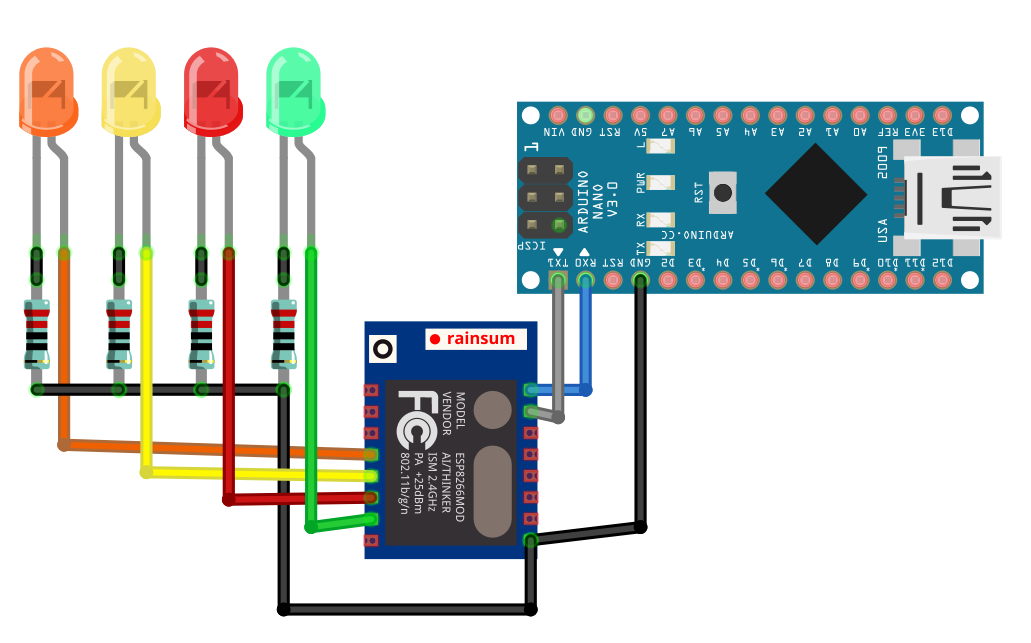 VIN GND RST 5V A7 A6 A5 A4 A3 A2 A1 A0 REF 3V3 D13
1
L
PWR
RX
TX
RST
ARDUINO
NANO
V3.0
ARDUINO.CC
2009
USA
ICSP
TX1 RX0 RST GND D2 D3 D4 D5 D6 D7 D8 D9 D10 D11 D12
rainsum
FC
MODEL ESP8266MOD
VENDOR AI/THINKER
ISM 2.4GHz
PA +25dBm
802.11b/g/n